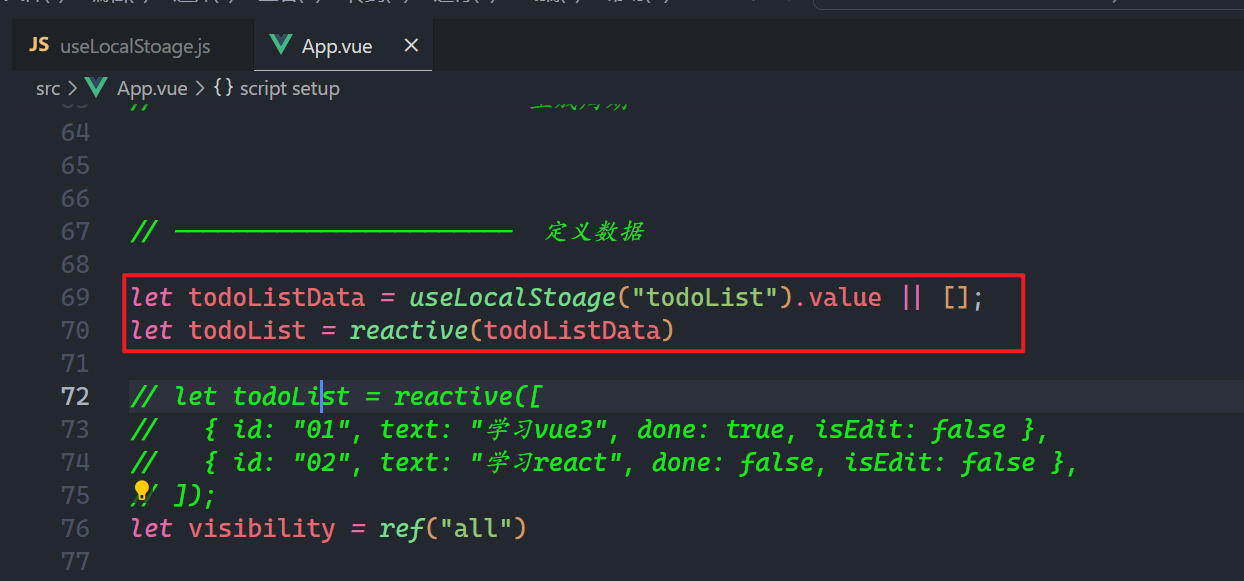 JS useLocalStoage.js App.vue ×
src > App.vue > {} script setup
64
65
66
67 // ——————————————————————— 定义数据
68
69 let todoListData = useLocalStoage("todoList").value || [];
70 let todoList = reactive(todoListData)
71
72 // let todoList = reactive([
73 //   { id: "01", text: "学习vue3", done: true, isEdit: false },
74 //   { id: "02", text: "学习react", done: false, isEdit: false },
75 // ]);
76 let visibility = ref("all")
77